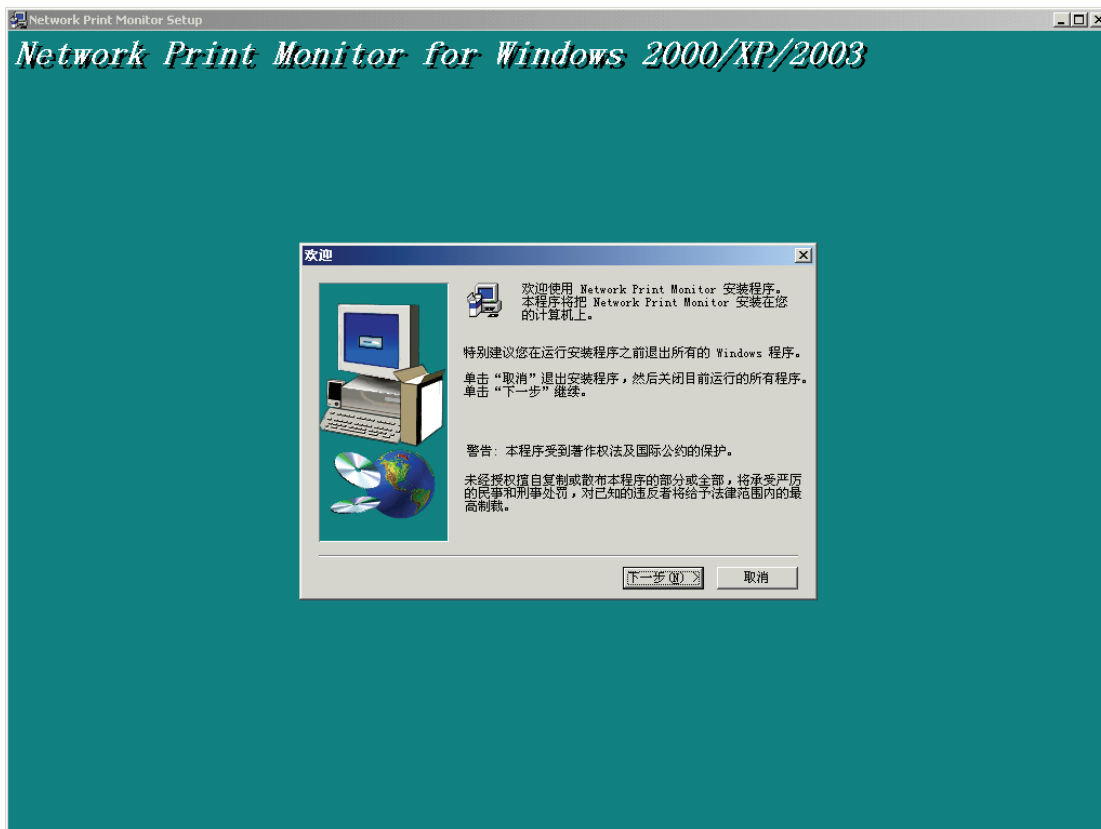 Network Print Monitor Setup
Network Print Monitor for Windows 2000/XP/2003
欢迎
欢迎使用 Network Print Monitor 安装程序。
本程序将把 Network Print Monitor 安装在您
的计算机上。
特别建议您在运行安装程序之前退出所有的 Windows 程序。
单击“取消”退出安装程序，然后关闭目前运行的所有程序。
单击“下一步”继续。
警告: 本程序受到著作权法及国际公约的保护。
未经授权擅自复制或散布本程序的部分或全部，将承受严厉
的民事和刑事处罚，对已知的违反者将给予法律范围内的最
高制裁。
下一步(N) >
取消